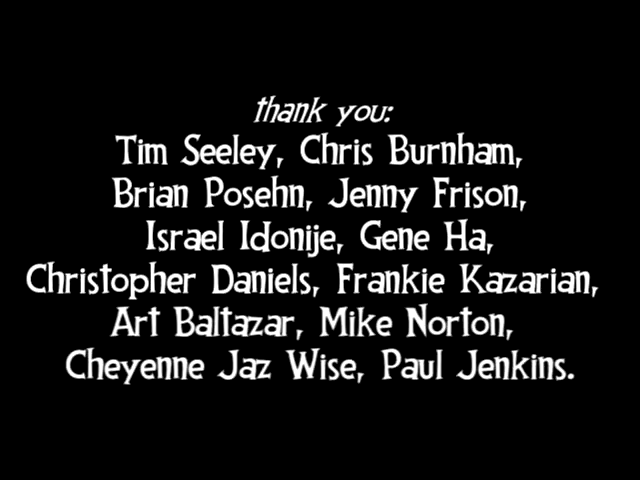 thank you:
Tim Seeley, Chris Burnham,
Brian Posehn, Jenny Frison,
Israel Idonije, Gene Ha,
Christopher Daniels, Frankie Kazarian,
Art Baltazar, Mike Norton,
Cheyenne Jaz Wise, Paul Jenkins.